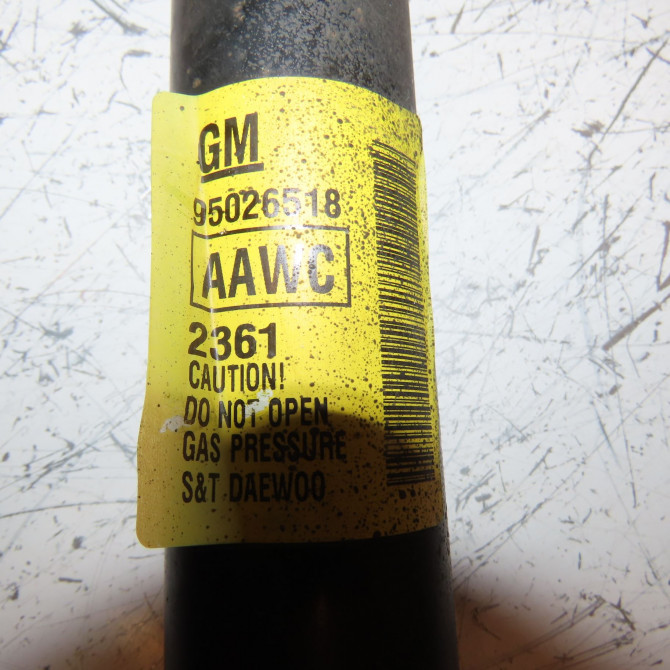 GM
95026518
AAWC
2361
CAUTION!
DO NOT OPEN
GAS PRESSURE
S&T DAEWOO